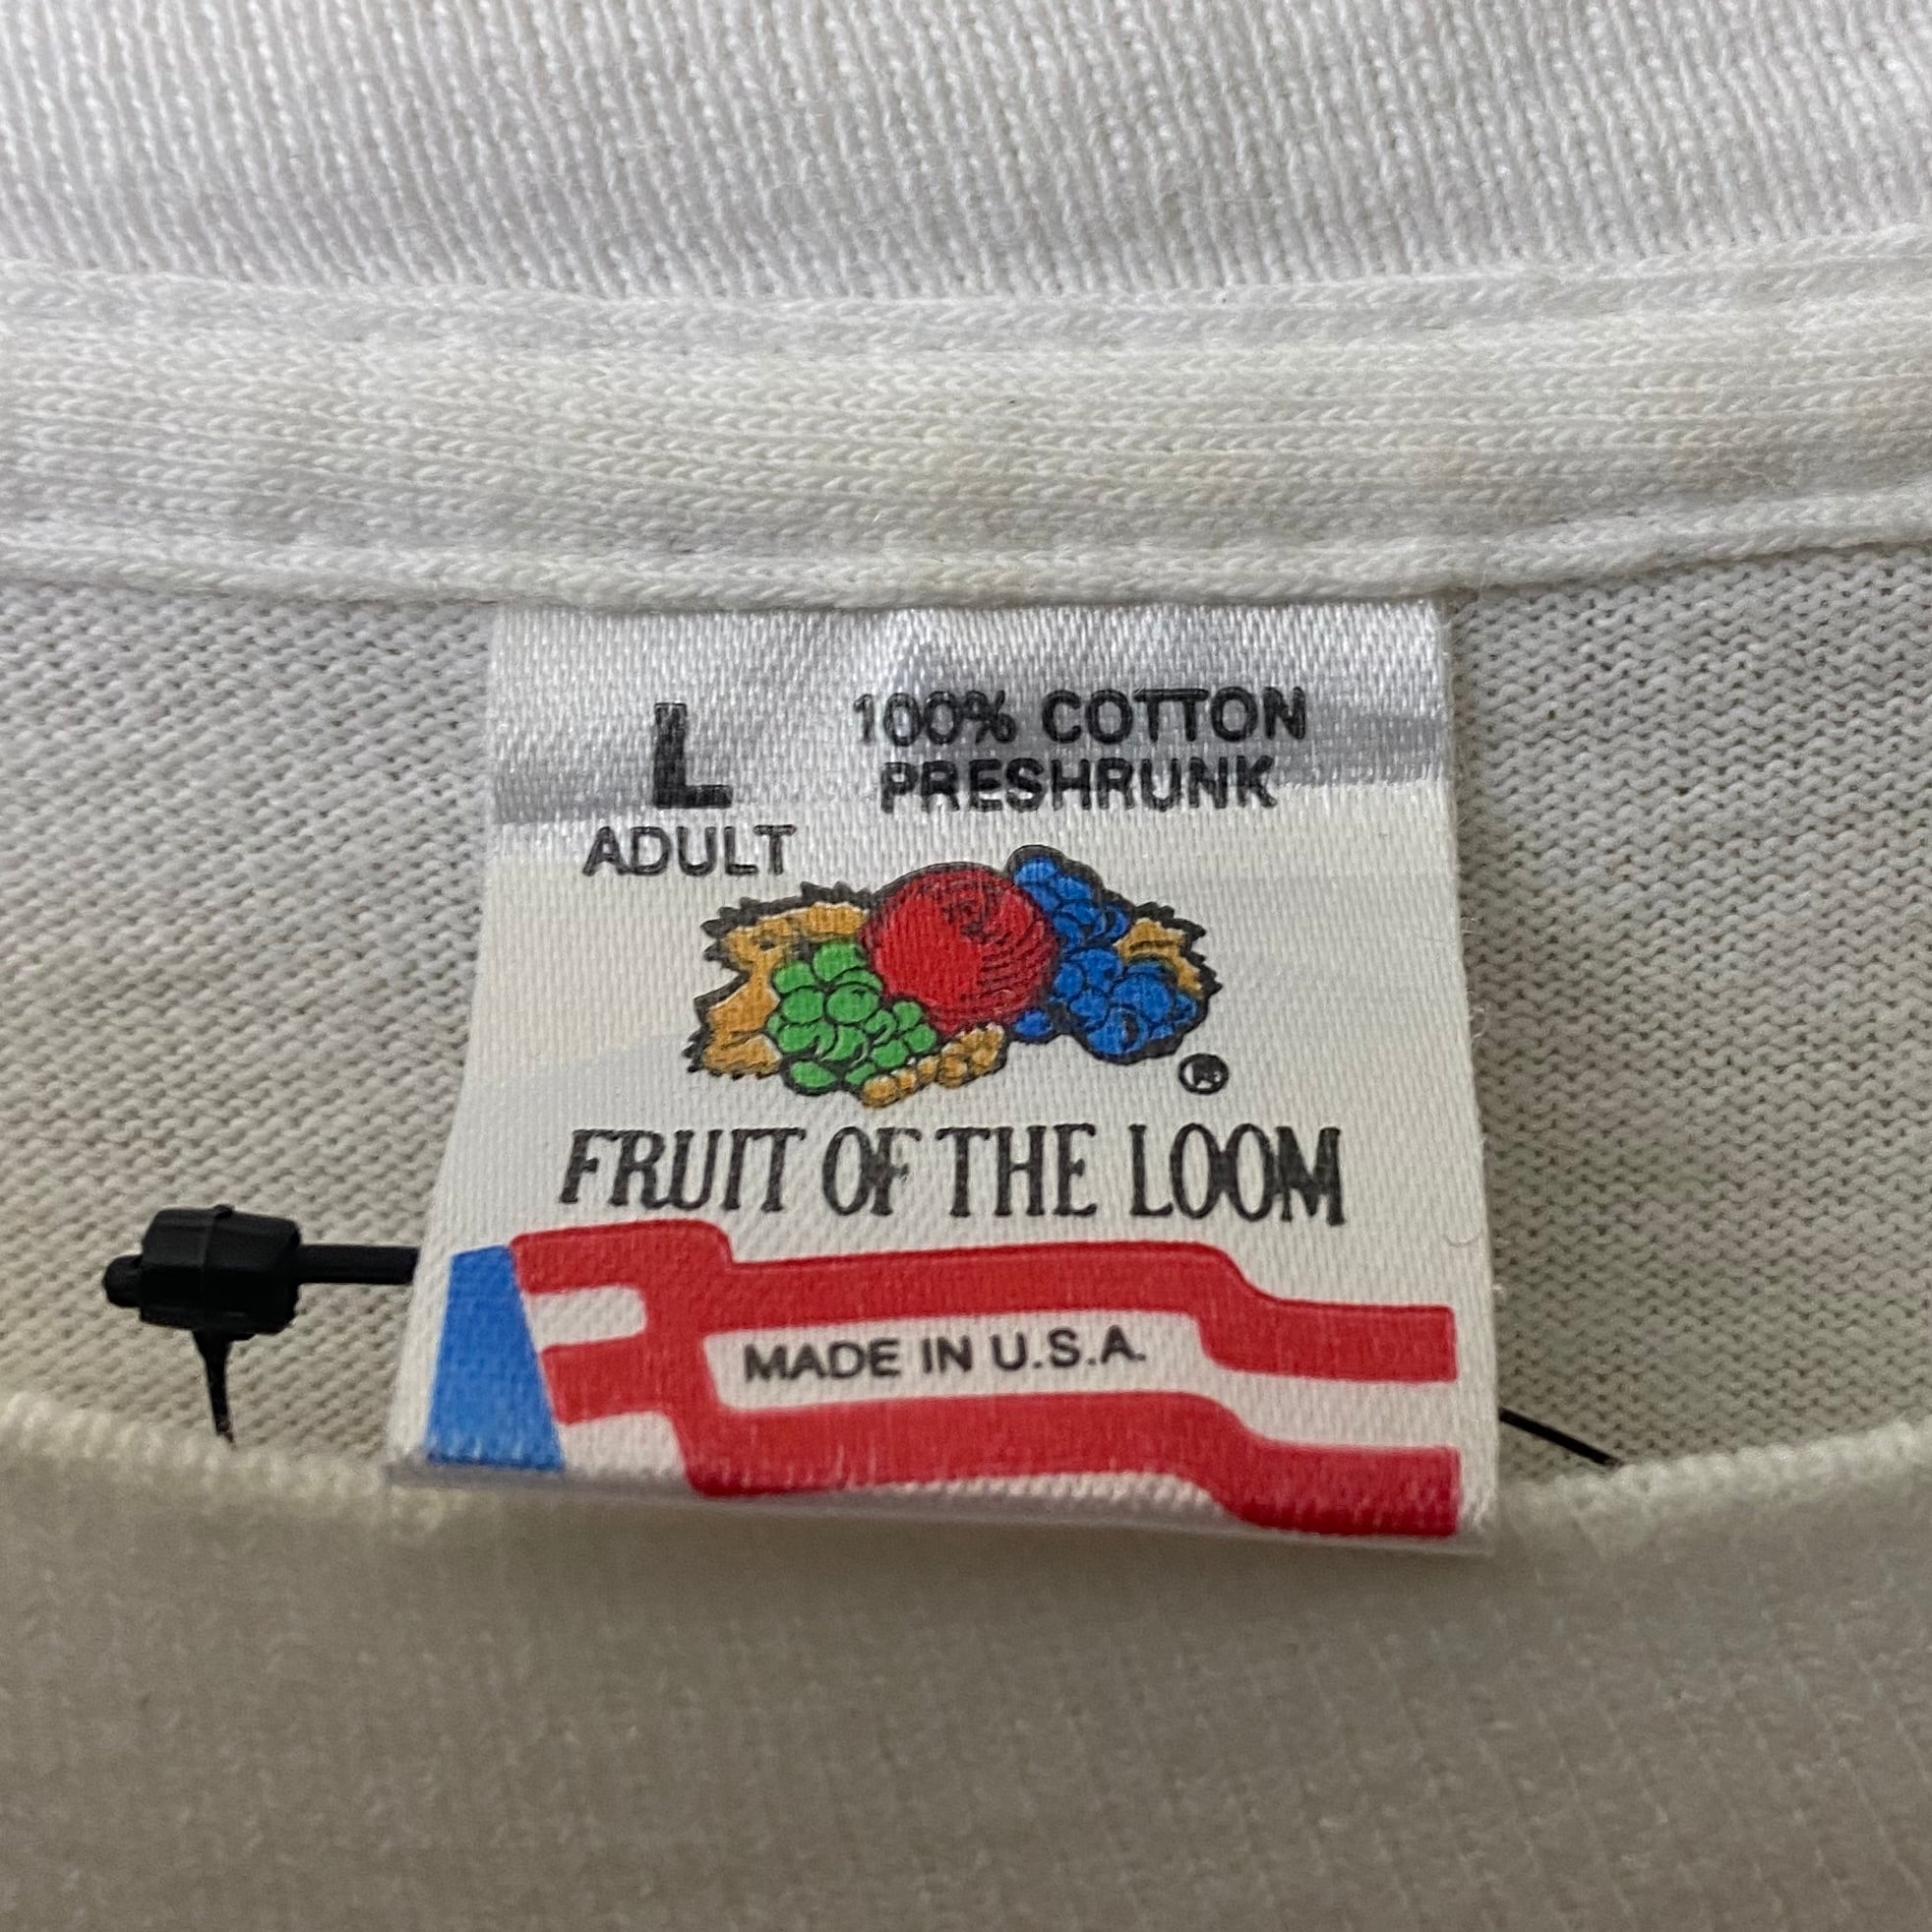 L
ADULT
100% COTTON
PRESHRUNK
®
FRUIT OF THE LOOM
MADE IN U.S.A.